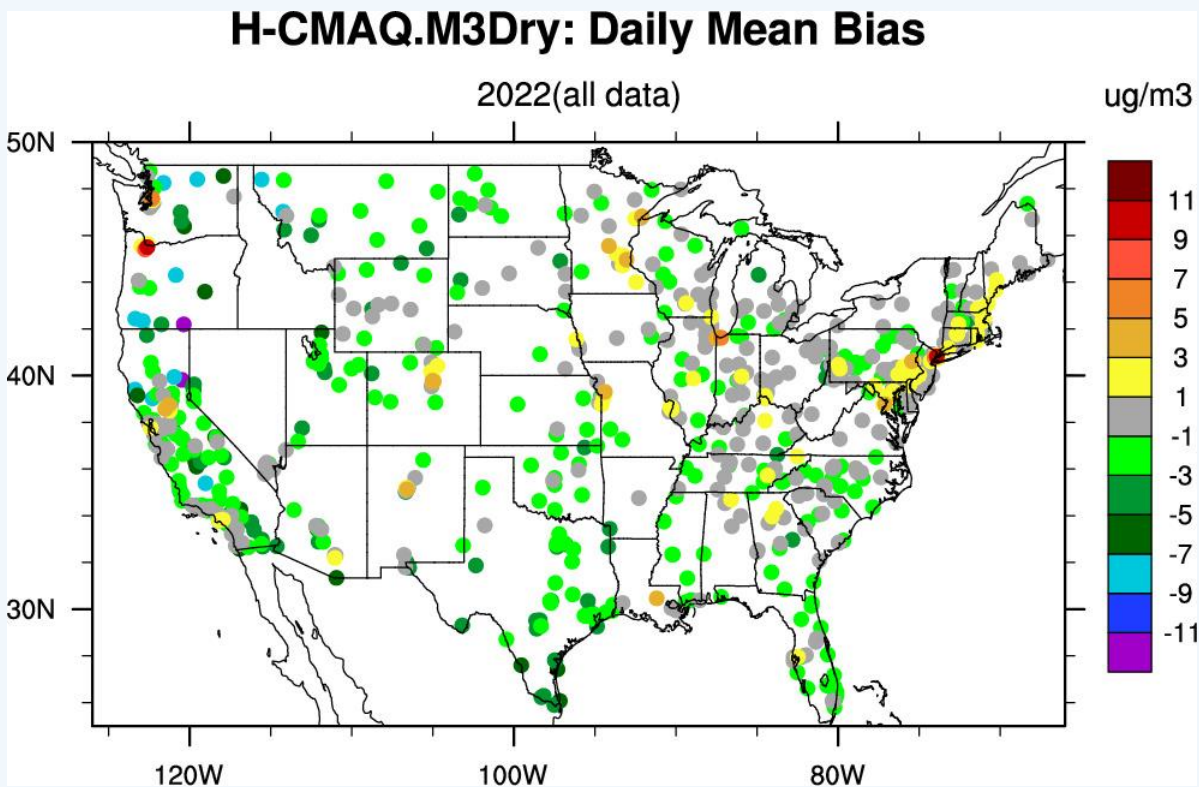 H-CMAQ.M3Dry: Daily Mean Bias
2022(all data)
ug/m3
50N
40N
30N
120W
100W
80W
11
9
7
5
3
1
-1
-3
-5
-7
-9
-11